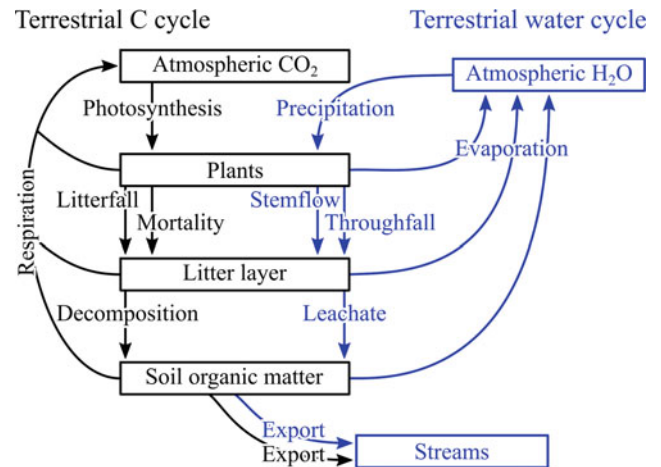 Terrestrial C cycle
Terrestrial water cycle
Atmospheric CO₂
Atmospheric H₂O
Photosynthesis
Precipitation
Evaporation
Plants
Litterfall
Stemflow
Mortality
Throughfall
Respiration
Litter layer
Decomposition
Leachate
Soil organic matter
Export
Export
Streams